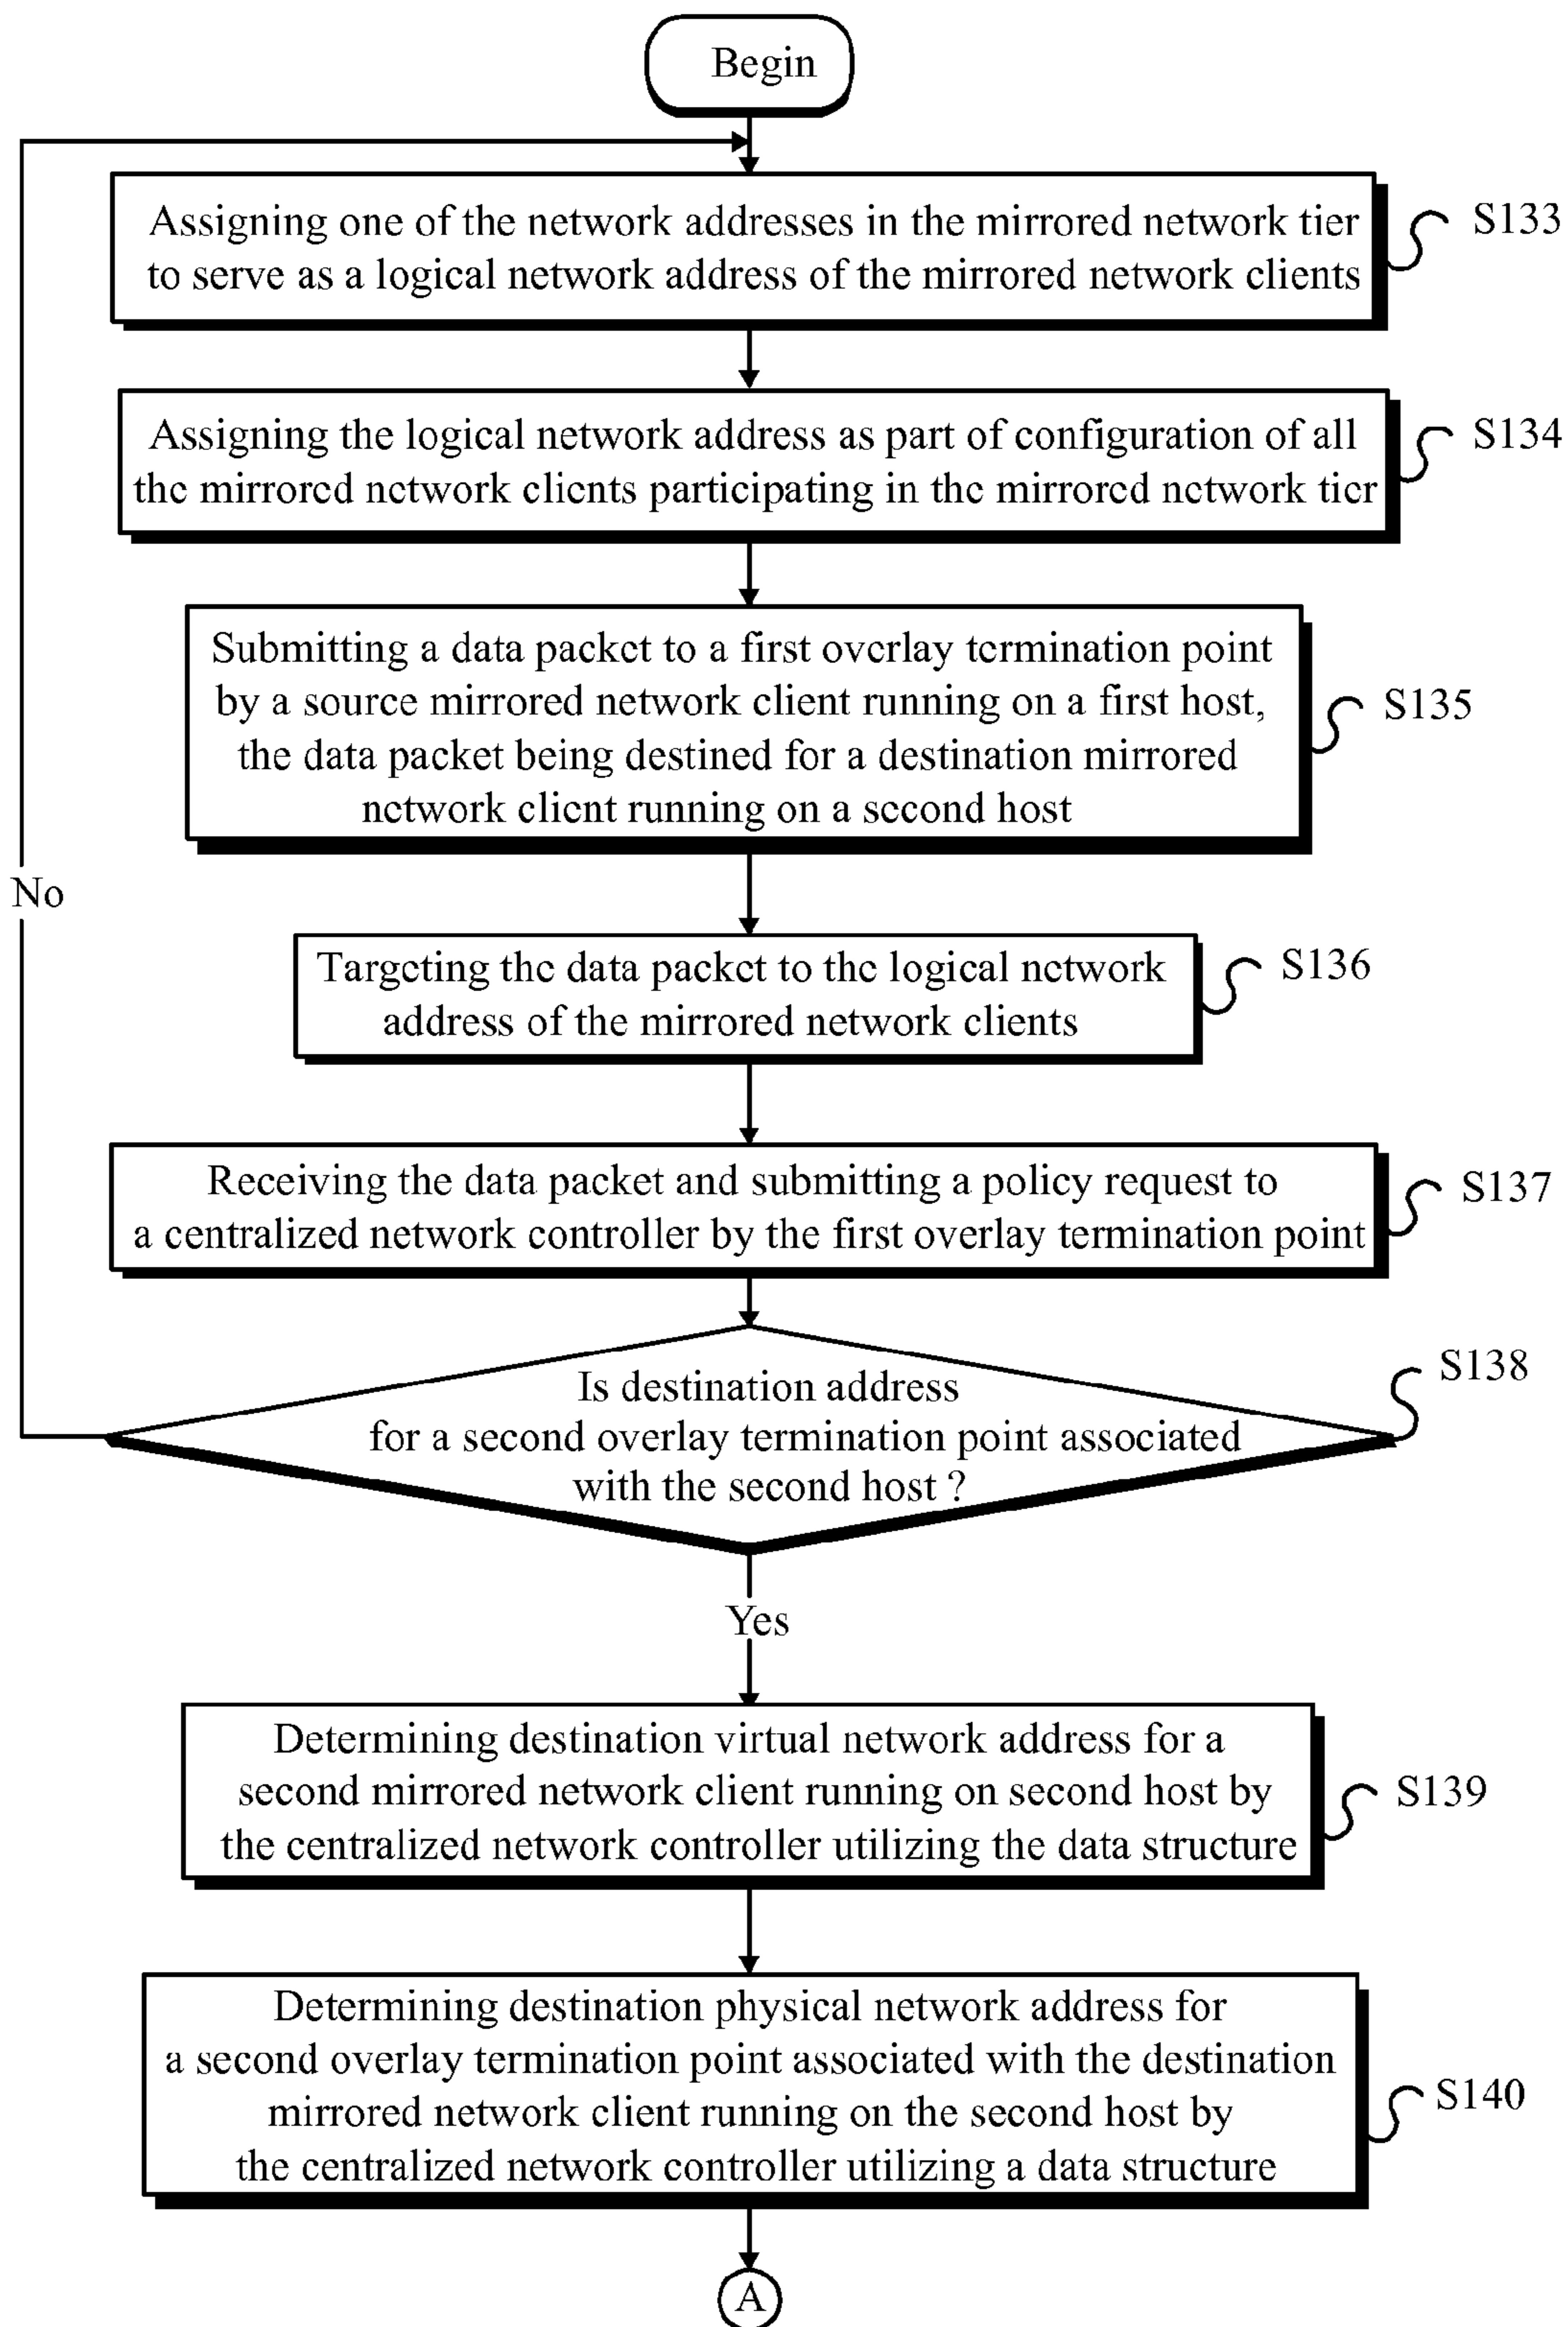 Begin
Assigning one of the network addresses in the mirrored network tier
to serve as a logical network address of the mirrored network clients
S133
Assigning the logical network address as part of configuration of all
the mirrored network clients participating in the mirrored network tier
S134
Submitting a data packet to a first overlay termination point
by a source mirrored network client running on a first host,
the data packet being destined for a destination mirrored
network client running on a second host
S135
No
Targeting the data packet to the logical network
address of the mirrored network clients
S136
Receiving the data packet and submitting a policy request to
a centralized network controller by the first overlay termination point
S137
Is destination address
for a second overlay termination point associated
with the second host ?
S138
Yes
Determining destination virtual network address for a
second mirrored network client running on second host by
the centralized network controller utilizing the data structure
S139
Determining destination physical network address for
a second overlay termination point associated with the destination
mirrored network client running on the second host by
the centralized network controller utilizing a data structure
S140
A